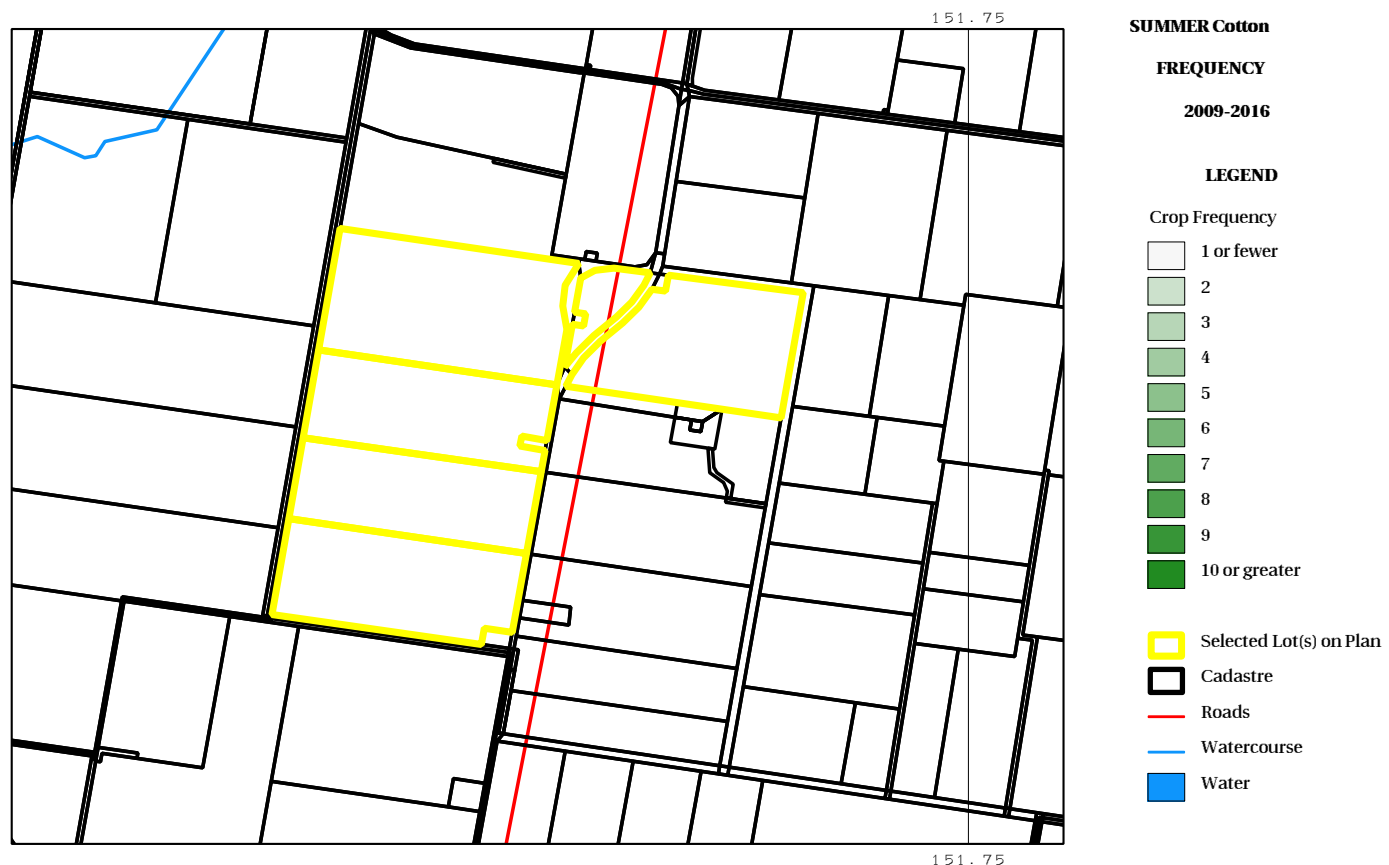 151.75
SUMMER Cotton
FREQUENCY
2009-2016
LEGEND
Crop Frequency
1 or fewer
2
3
4
5
6
7
8
9
10 or greater
Selected Lot(s) on Plan
Cadastre
Roads
Watercourse
Water
151.75